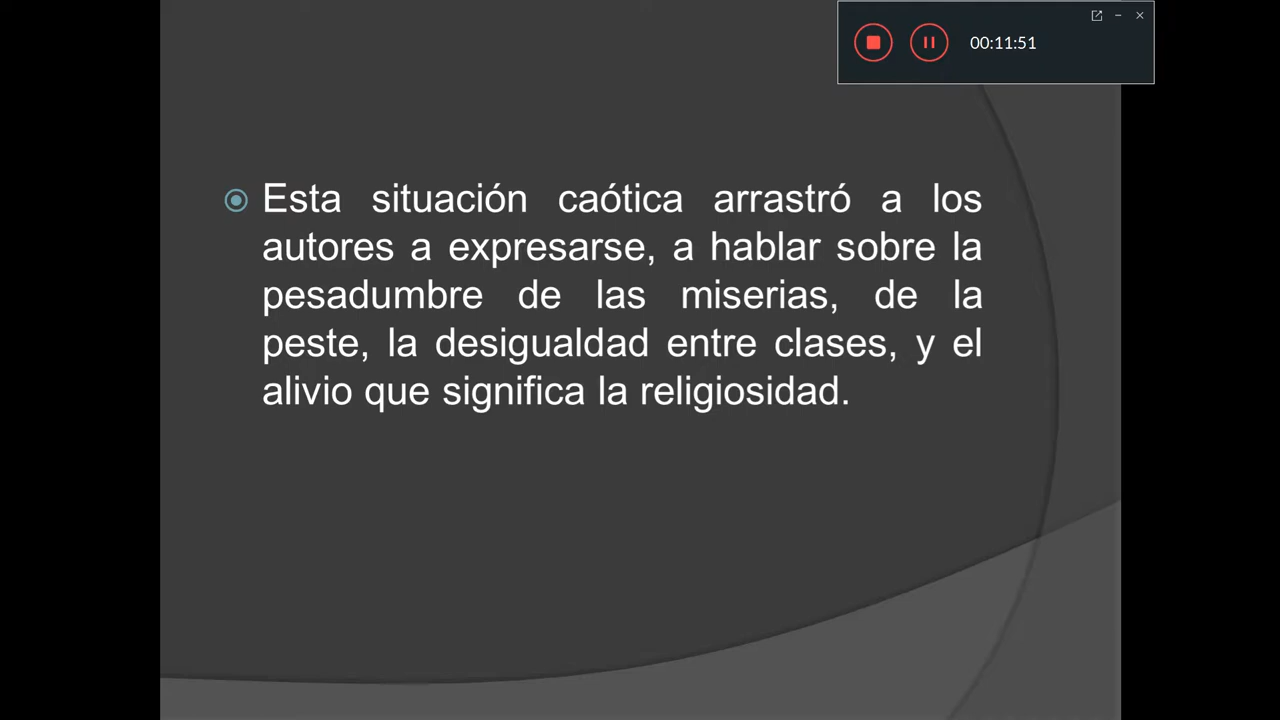 00:11:51
Esta situación caótica arrastró a los
autores a expresarse, a hablar sobre la
pesadumbre de las miserias, de la
peste, la desigualdad entre clases, y el
alivio que significa la religiosidad.